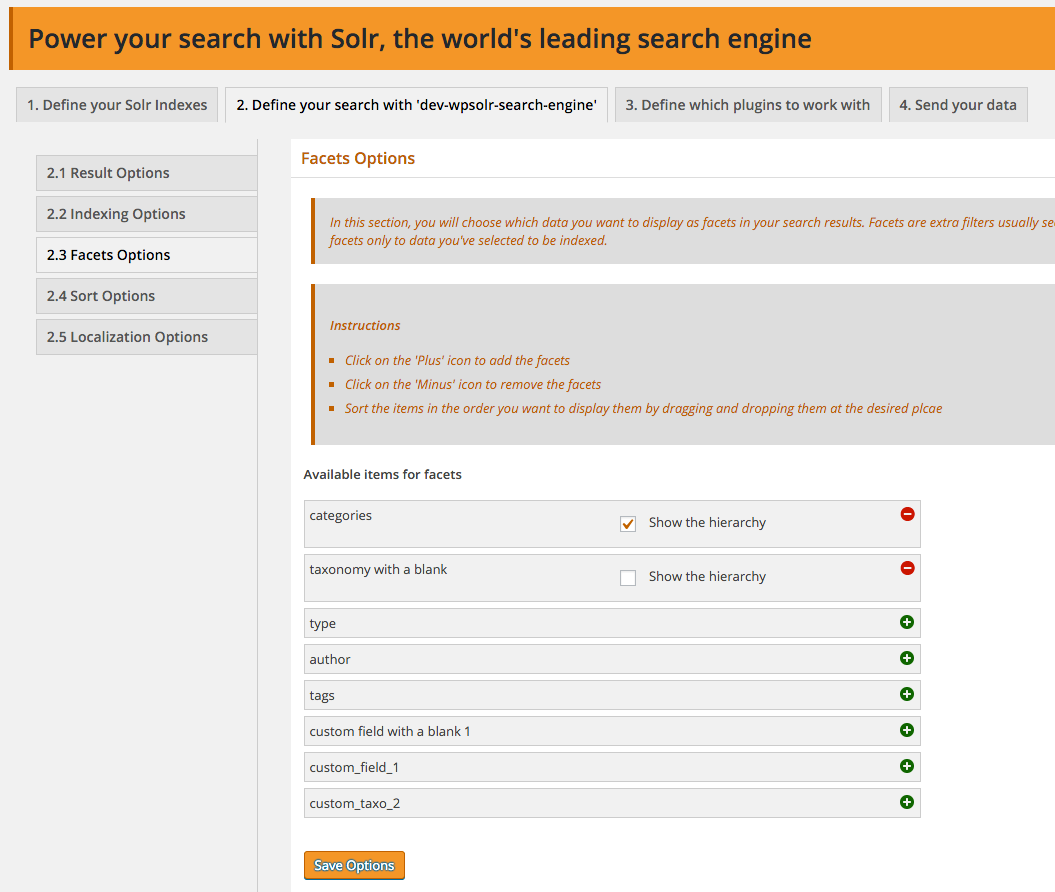 Power your search with Solr, the world's leading search engine
1. Define your Solr Indexes
2. Define your search with 'dev-wpsolr-search-engine'
3. Define which plugins to work with
4. Send your data
2.1 Result Options
2.2 Indexing Options
2.3 Facets Options
2.4 Sort Options
2.5 Localization Options
Facets Options
In this section, you will choose which data you want to display as facets in your search results. Facets are extra filters usually
facets only to data you've selected to be indexed.
Instructions
Click on the 'Plus' icon to add the facets
Click on the 'Minus' icon to remove the facets
Sort the items in the order you want to display them by dragging and dropping them at the desired plcae
Available items for facets
categories
Show the hierarchy
taxonomy with a blank
Show the hierarchy
type
author
tags
custom field with a blank 1
custom_field_1
custom_taxo_2
Save Options